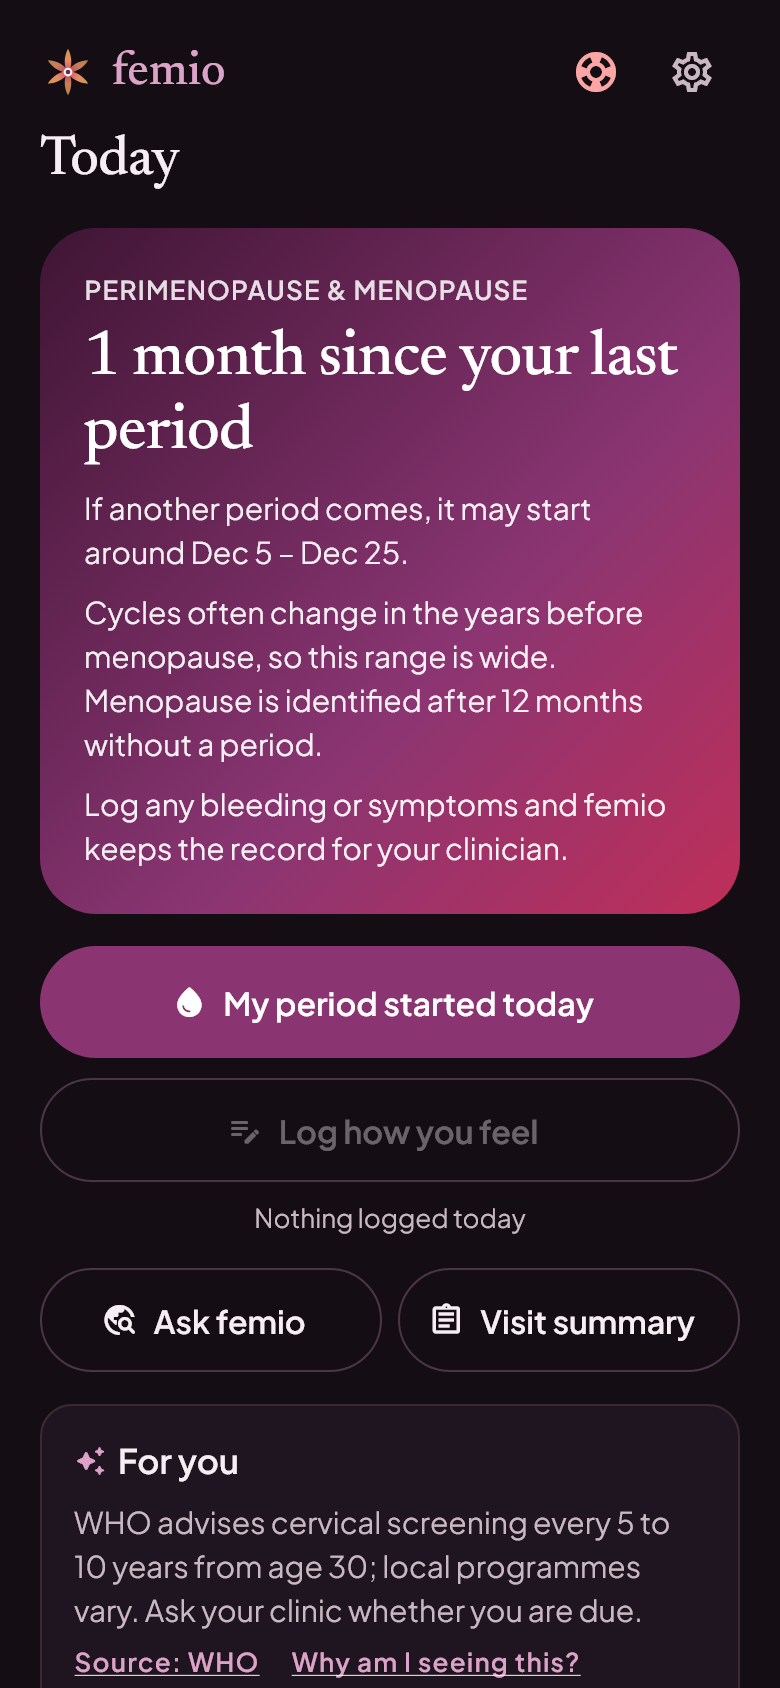 femio
Today
PERIMENOPAUSE & MENOPAUSE
1 month since your last
period
If another period comes, it may start
around Dec 5 – Dec 25.
Cycles often change in the years before
menopause, so this range is wide.
Menopause is identified after 12 months
without a period.
Log any bleeding or symptoms and femio
keeps the record for your clinician.
My period started today
Log how you feel
Nothing logged today
Ask femio
Visit summary
For you
WHO advises cervical screening every 5 to
10 years from age 30; local programmes
vary. Ask your clinic whether you are due.
Source: WHO
Why am I seeing this?